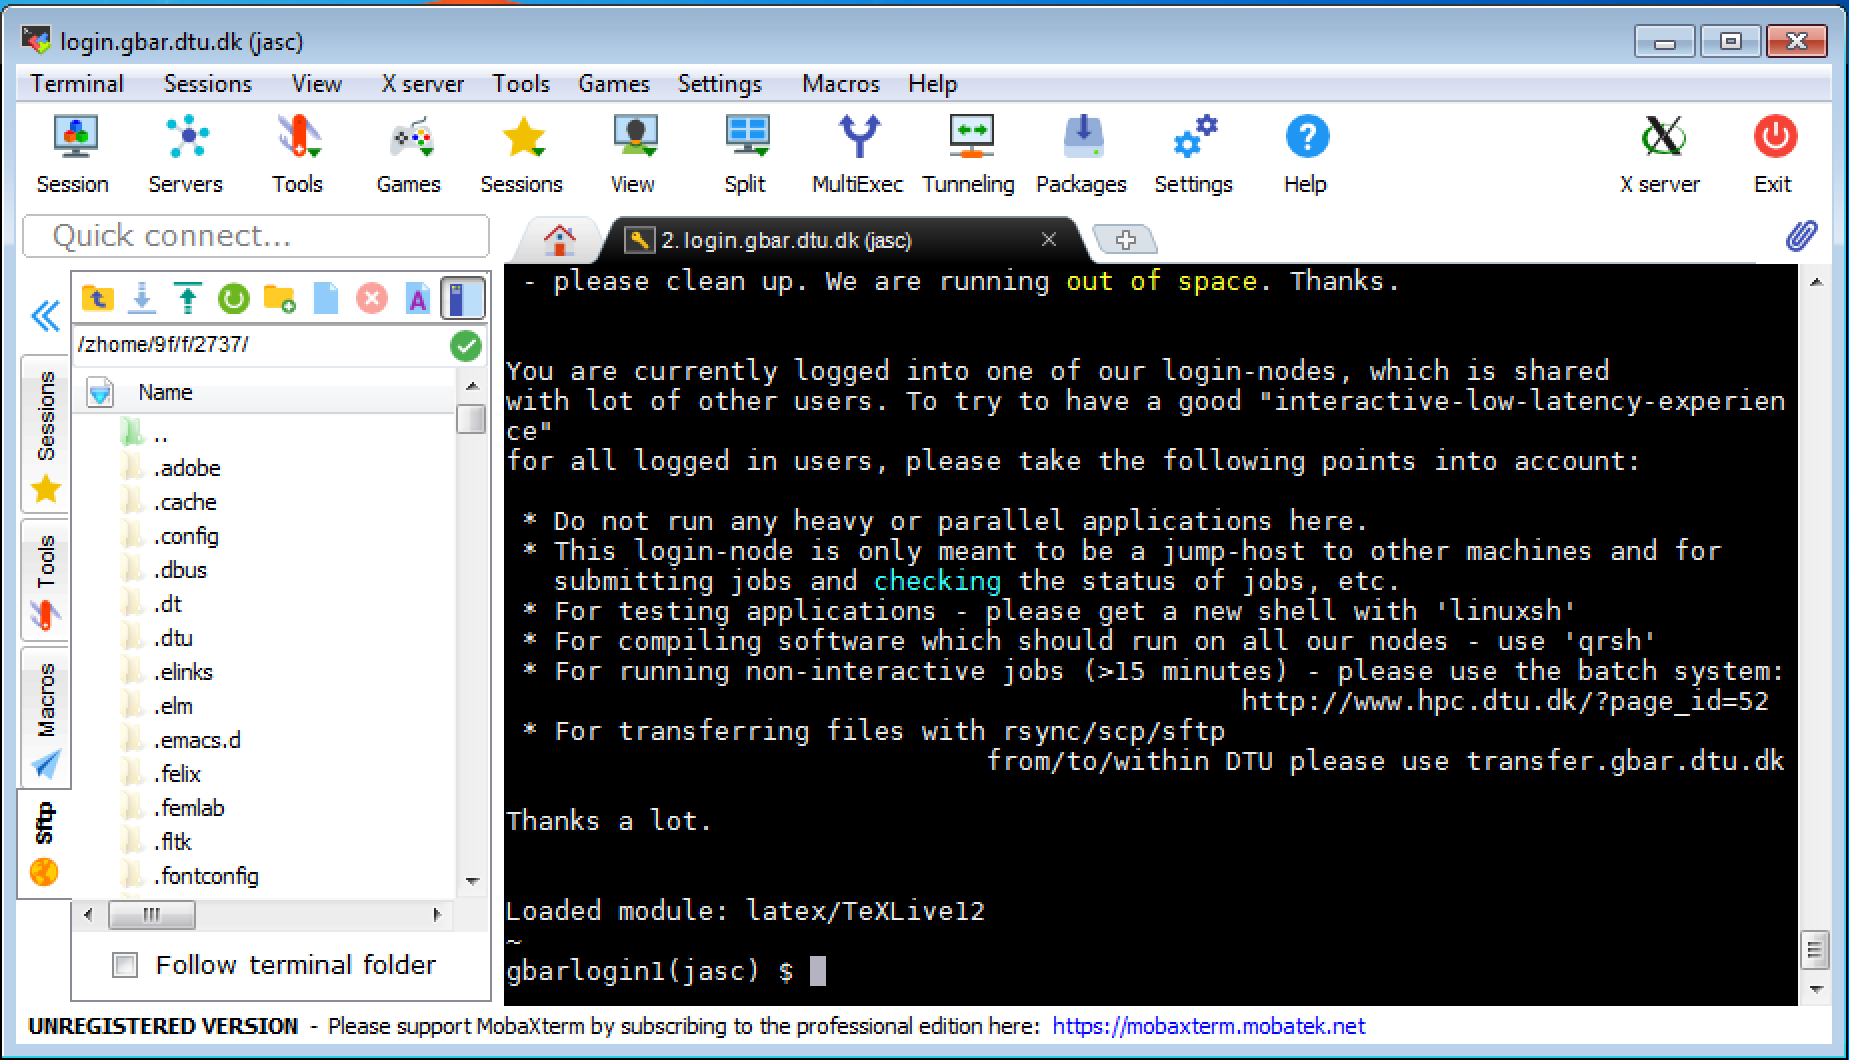 login.gbar.dtu.dk (jasc)
Terminal Sessions View X server Tools Games Settings Macros Help
Session Servers Tools Games Sessions View Split MultiExec Tunneling Packages Settings Help X server Exit
Quick connect...
2. login.gbar.dtu.dk (jasc)
/zhome/9f/f/2737/
Name
..
.adobe
.cache
.config
.dbus
.dt
.dtu
.elinks
.elm
.emacs.d
.felix
.femlab
.fltk
.fontconfig
Follow terminal folder
Sessions
Tools
Macros
Sftp
- please clean up. We are running out of space. Thanks.
You are currently logged into one of our login-nodes, which is shared
with lot of other users. To try to have a good "interactive-low-latency-experien
ce"
for all logged in users, please take the following points into account:
* Do not run any heavy or parallel applications here.
* This login-node is only meant to be a jump-host to other machines and for
submitting jobs and checking the status of jobs, etc.
* For testing applications - please get a new shell with 'linuxsh'
* For compiling software which should run on all our nodes - use 'qrsh'
* For running non-interactive jobs (>15 minutes) - please use the batch system:
http://www.hpc.dtu.dk/?page_id=52
* For transferring files with rsync/scp/sftp
from/to/within DTU please use transfer.gbar.dtu.dk
Thanks a lot.
Loaded module: latex/TeXLive12
~
gbarlogin1(jasc) $
UNREGISTERED VERSION - Please support MobaXterm by subscribing to the professional edition here: https://mobaxterm.mobatek.net